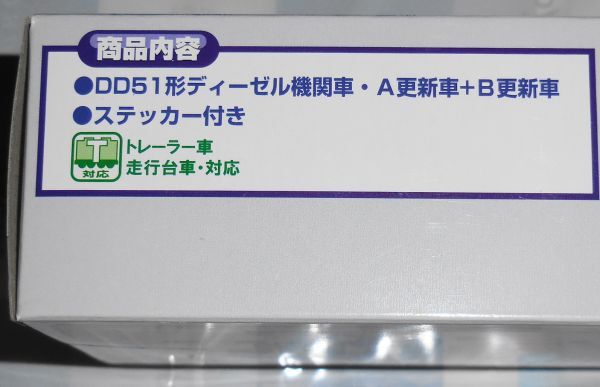 商品内容
●DD51形ディーゼル機関車・A更新車+B更新車
●ステッカー付き
T
対応
トレーラー車
走行台車・対応